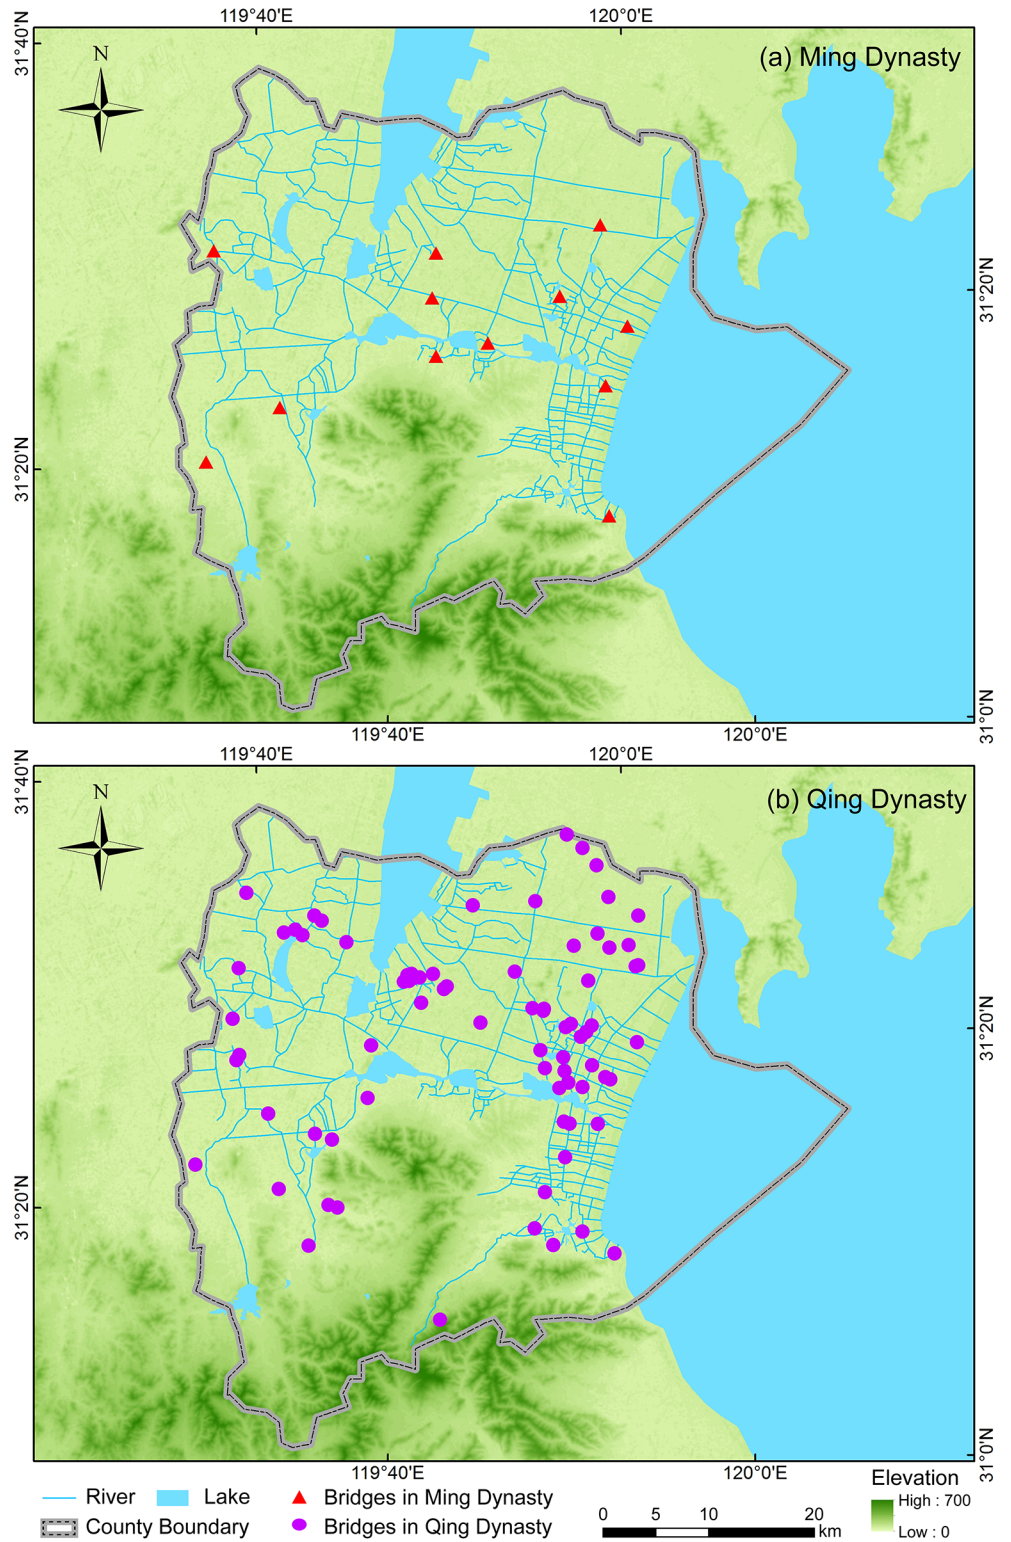 119°40'E 120°0'E
31°40'N
N
(a) Ming Dynasty
31°20'N
31°20'N
31°0'N
119°40'E 120°0'E
119°40'E 120°0'E
31°40'N
N
(b) Qing Dynasty
31°20'N
31°20'N
31°0'N
119°40'E 120°0'E
River Lake Bridges in Ming Dynasty
County Boundary Bridges in Qing Dynasty
0 5 10 20
km
Elevation
High : 700
Low : 0